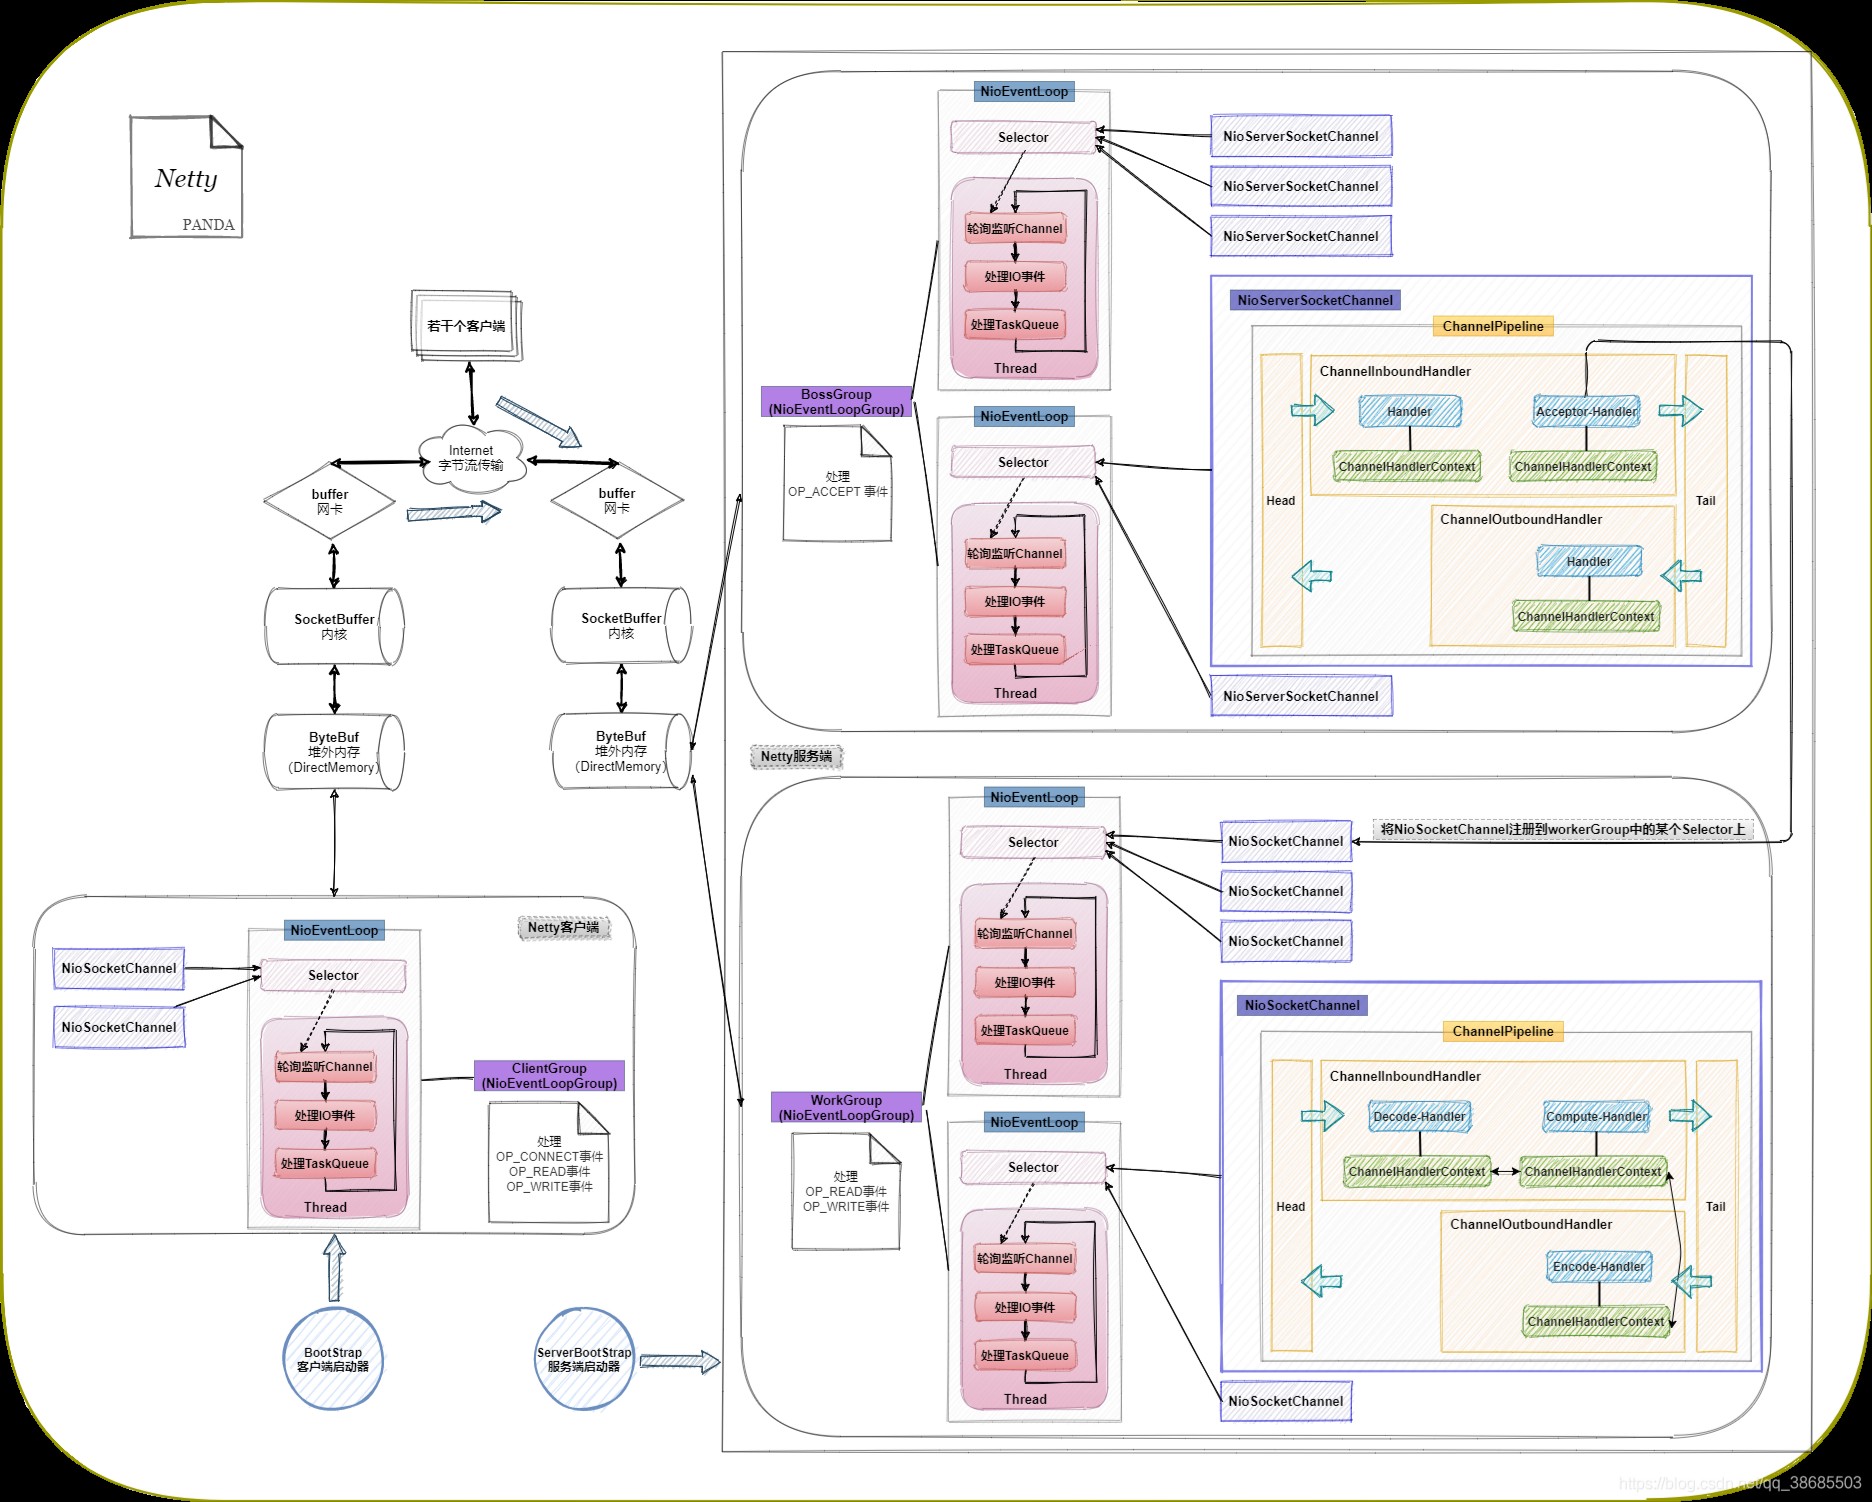 Netty
PANDA
若干个客户端
Internet
字节流传输
buffer
网卡
buffer
网卡
SocketBuffer
内核
SocketBuffer
内核
ByteBuf
堆外内存
(DirectMemory)
ByteBuf
堆外内存
(DirectMemory)
Netty客户端
NioEventLoop
NioSocketChannel
NioSocketChannel
Selector
轮询监听Channel
处理IO事件
处理TaskQueue
Thread
ClientGroup
(NioEventLoopGroup)
处理
OP_CONNECT事件
OP_READ事件
OP_WRITE事件
BootStrap
客户端启动器
ServerBootStrap
服务端启动器
NioEventLoop
Selector
轮询监听Channel
处理IO事件
处理TaskQueue
Thread
NioServerSocketChannel
NioServerSocketChannel
NioServerSocketChannel
BossGroup
(NioEventLoopGroup)
处理
OP_ACCEPT 事件
NioEventLoop
Selector
轮询监听Channel
处理IO事件
处理TaskQueue
Thread
NioServerSocketChannel
ChannelPipeline
ChannelInboundHandler
Handler
Acceptor-Handler
ChannelHandlerContext
ChannelHandlerContext
Head
Tail
ChannelOutboundHandler
Handler
ChannelHandlerContext
NioServerSocketChannel
Netty服务端
NioEventLoop
Selector
轮询监听Channel
处理IO事件
处理TaskQueue
Thread
NioSocketChannel
将NioSocketChannel注册到workerGroup中的某个Selector上
NioSocketChannel
NioSocketChannel
WorkGroup
(NioEventLoopGroup)
处理
OP_READ事件
OP_WRITE事件
NioEventLoop
Selector
轮询监听Channel
处理IO事件
处理TaskQueue
Thread
NioSocketChannel
ChannelPipeline
ChannelInboundHandler
Decode-Handler
Compute-Handler
ChannelHandlerContext
ChannelHandlerContext
Head
Tail
ChannelOutboundHandler
Encode-Handler
ChannelHandlerContext
NioSocketChannel
https://blog.csdn.net/qq_38685503